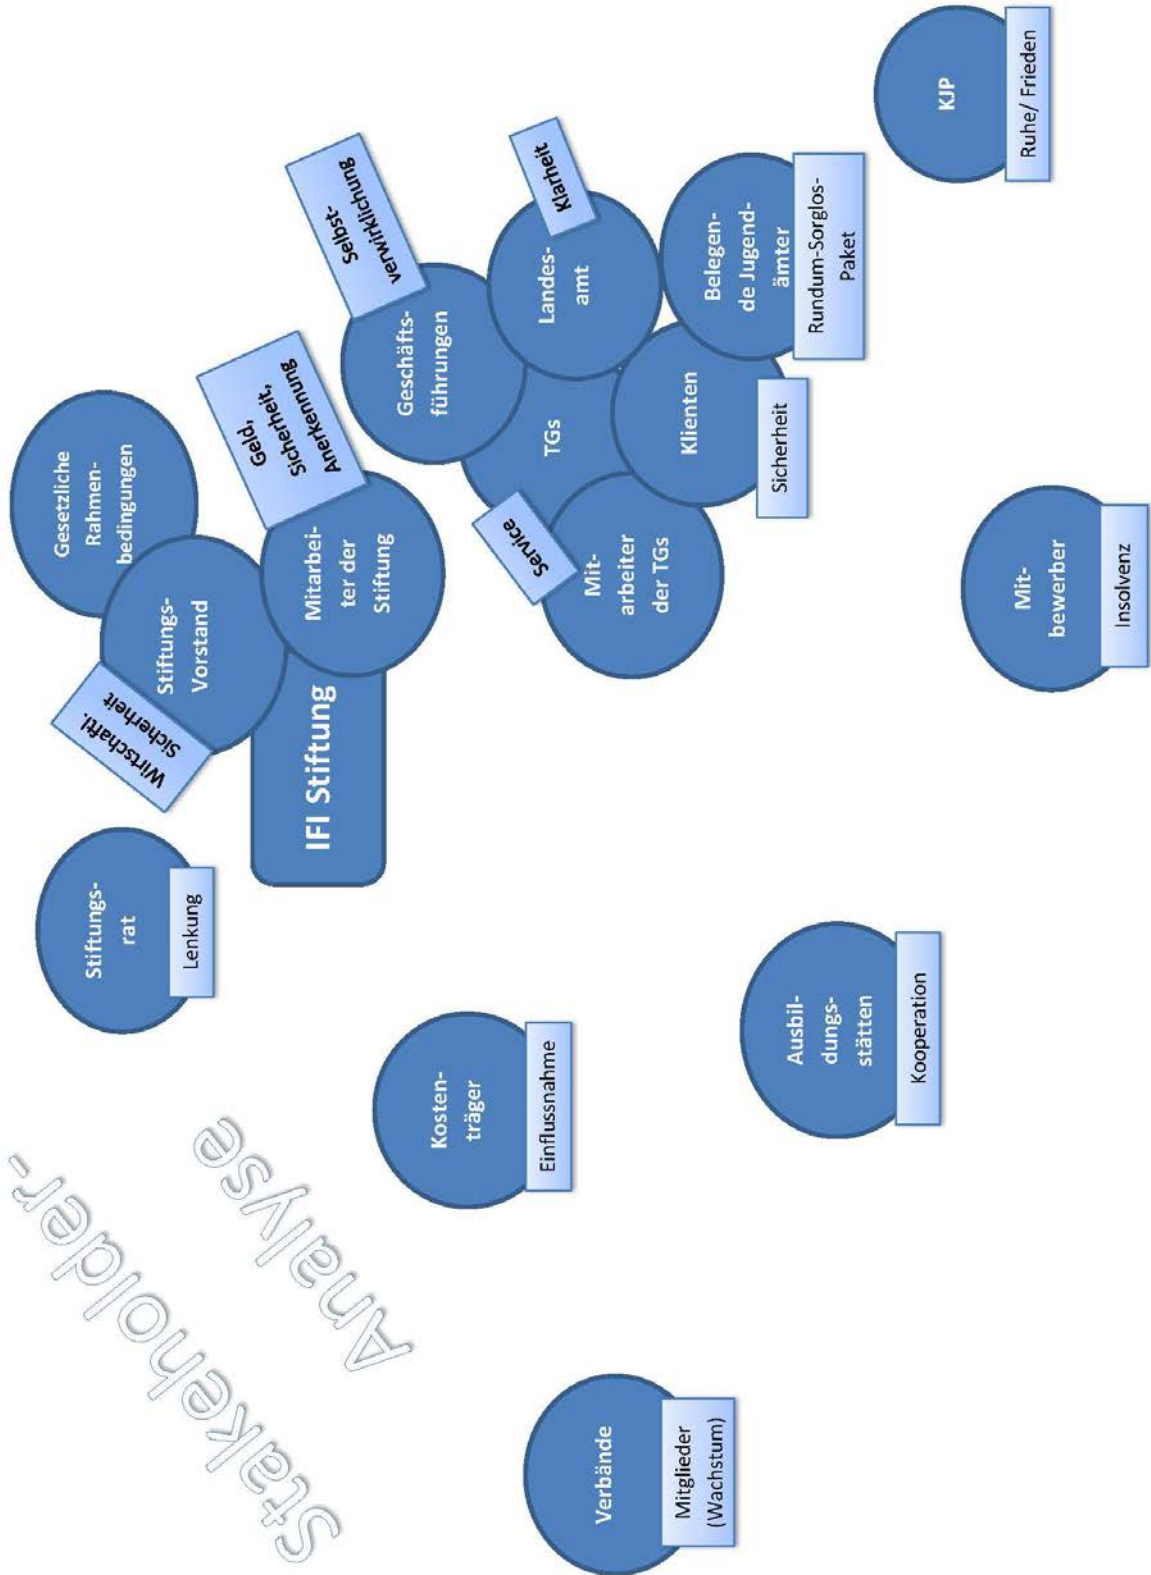 Stakeholder-
Analyse
Verbände
Mitglieder
(Wachstum)
Kosten-
träger
Einflussnahme
Stiftungs-
rat
Lenkung
IFI Stiftung
Wirtschaftl.
Sicherheit
Stiftungs-
Vorstand
Gesetzliche
Rahmen-
bedingungen
Mitarbei-
ter der
Stiftung
Geld,
Sicherheit,
Anerkennung
Geschäfts-
führungen
Selbst-
verwirklichung
TGs
Landes-
amt
Klarheit
Service
Mit-
arbeiter
der TGs
Klienten
Sicherheit
Belegen-
de Jugend-
ämter
Rundum-Sorglos-
Paket
KJP
Ruhe/ Frieden
Ausbil-
dungs-
stätten
Kooperation
Mit-
bewerber
Insolvenz